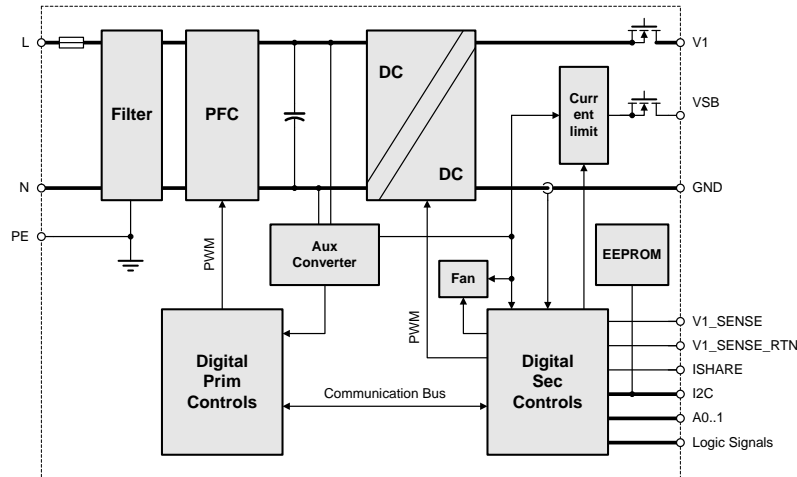 L
Filter
PFC
DC
DC
Curr
ent
limit
V1
VSB
N
GND
PE
PWM
Aux
Converter
Fan
EEPROM
PWM
Digital
Prim
Controls
Communication Bus
Digital
Sec
Controls
V1_SENSE
V1_SENSE_RTN
ISHARE
I2C
A0..1
Logic Signals